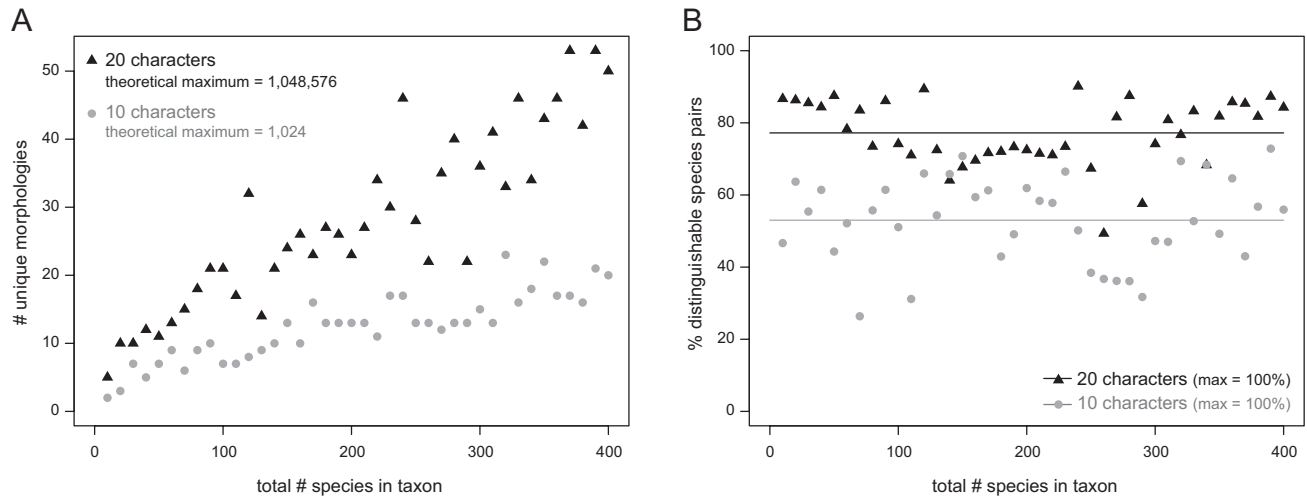 A
20 characters
theoretical maximum = 1,048,576
10 characters
theoretical maximum = 1,024
# unique morphologies
50
40
30
20
10
0
0 100 200 300 400
total # species in taxon
B
% distinguishable species pairs
100
80
60
40
20
0
20 characters (max = 100%)
10 characters (max = 100%)
0 100 200 300 400
total # species in taxon